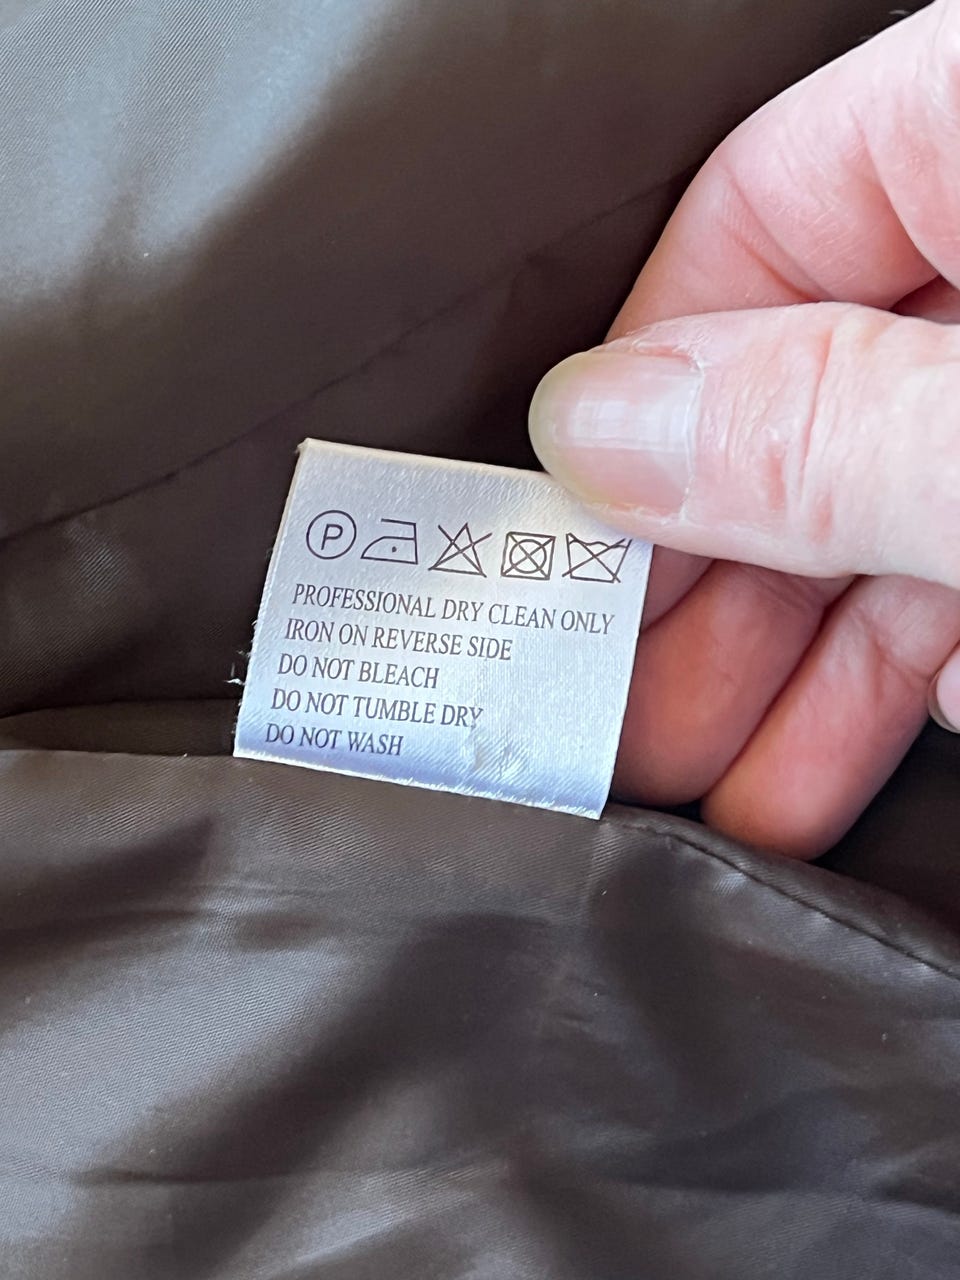 P
PROFESSIONAL DRY CLEAN ONLY
IRON ON REVERSE SIDE
DO NOT BLEACH
DO NOT TUMBLE DRY
DO NOT WASH